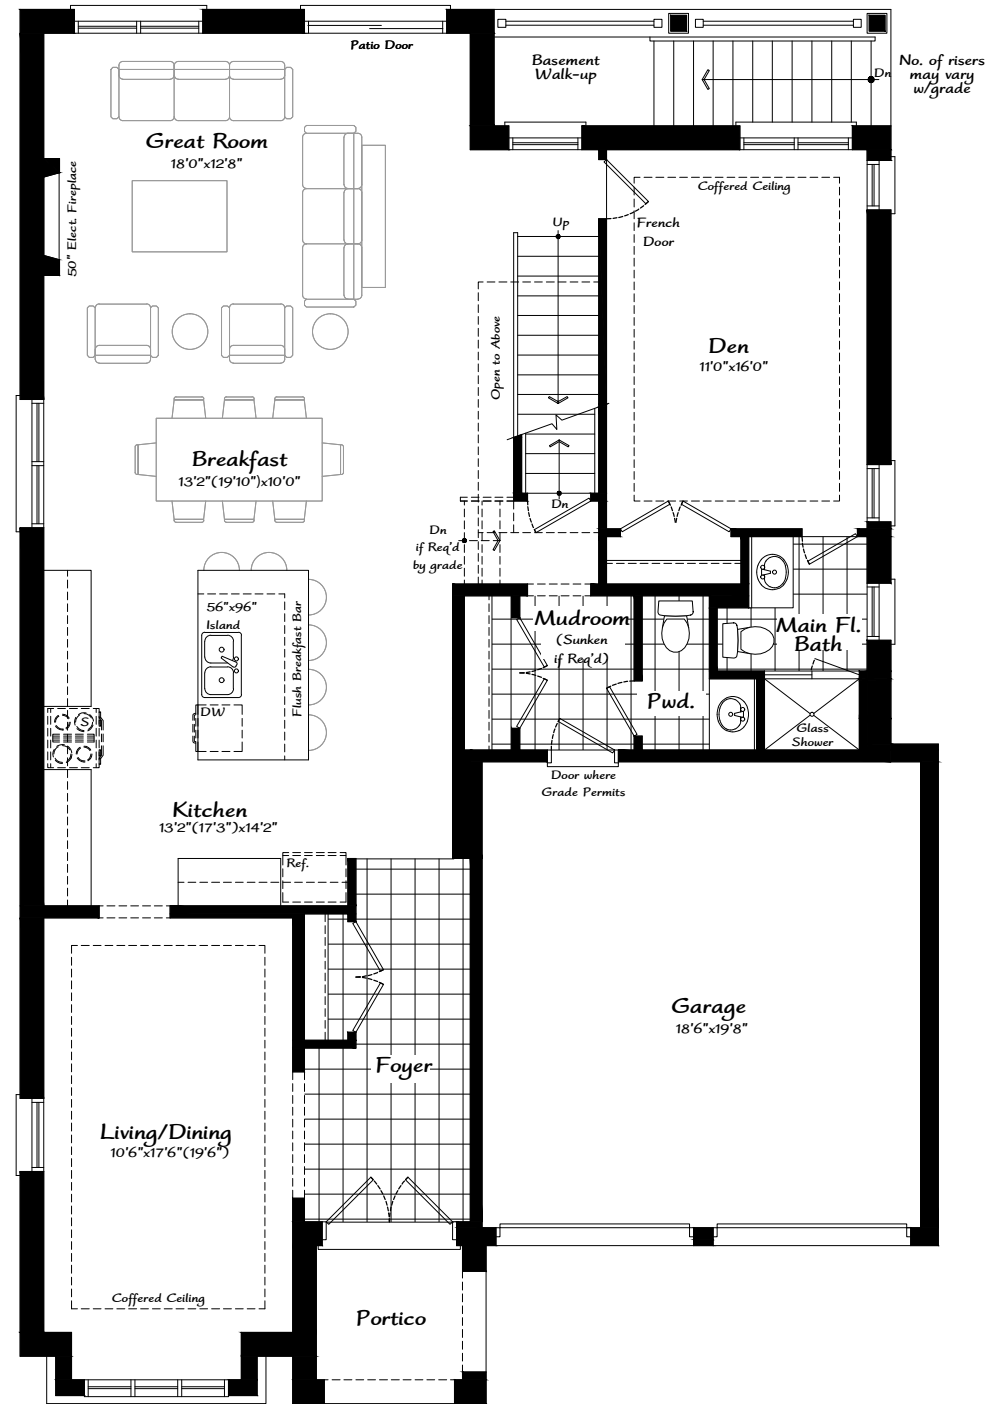 Patio Door
Basement
Walk-up
Dn
No. of risers
may vary
w/grade
Great Room
18'0"x12'8"
50" Elect. Fireplace
Coffered Ceiling
Up
French
Door
Open to Above
Den
11'0"x16'0"
Breakfast
13'2"(19'10")x10'0"
Dn
Dn
if Req'd
by grade
56"x96"
Island
Flush Breakfast Bar
DW
S
Mudroom
(Sunken
if Req'd)
Main Fl.
Bath
Pwd.
Glass
Shower
Door where
Grade Permits
Kitchen
13'2"(17'3")x14'2"
Ref.
Garage
18'6"x19'8"
Foyer
Living/Dining
10'6"x17'6"(19'6")
Coffered Ceiling
Portico